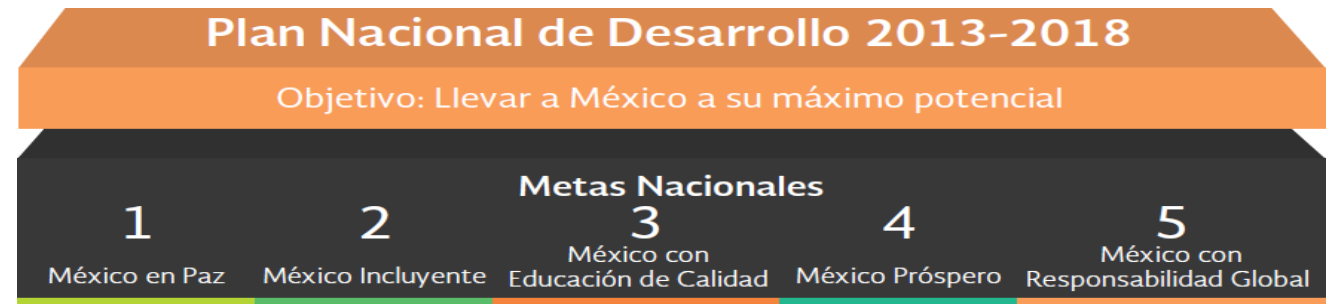 Plan Nacional de Desarrollo 2013-2018
Objetivo: Llevar a México a su máximo potencial
Metas Nacionales
1
México en Paz
2
México Incluyente
3
México con
Educación de Calidad
4
México Próspero
5
México con
Responsabilidad Global